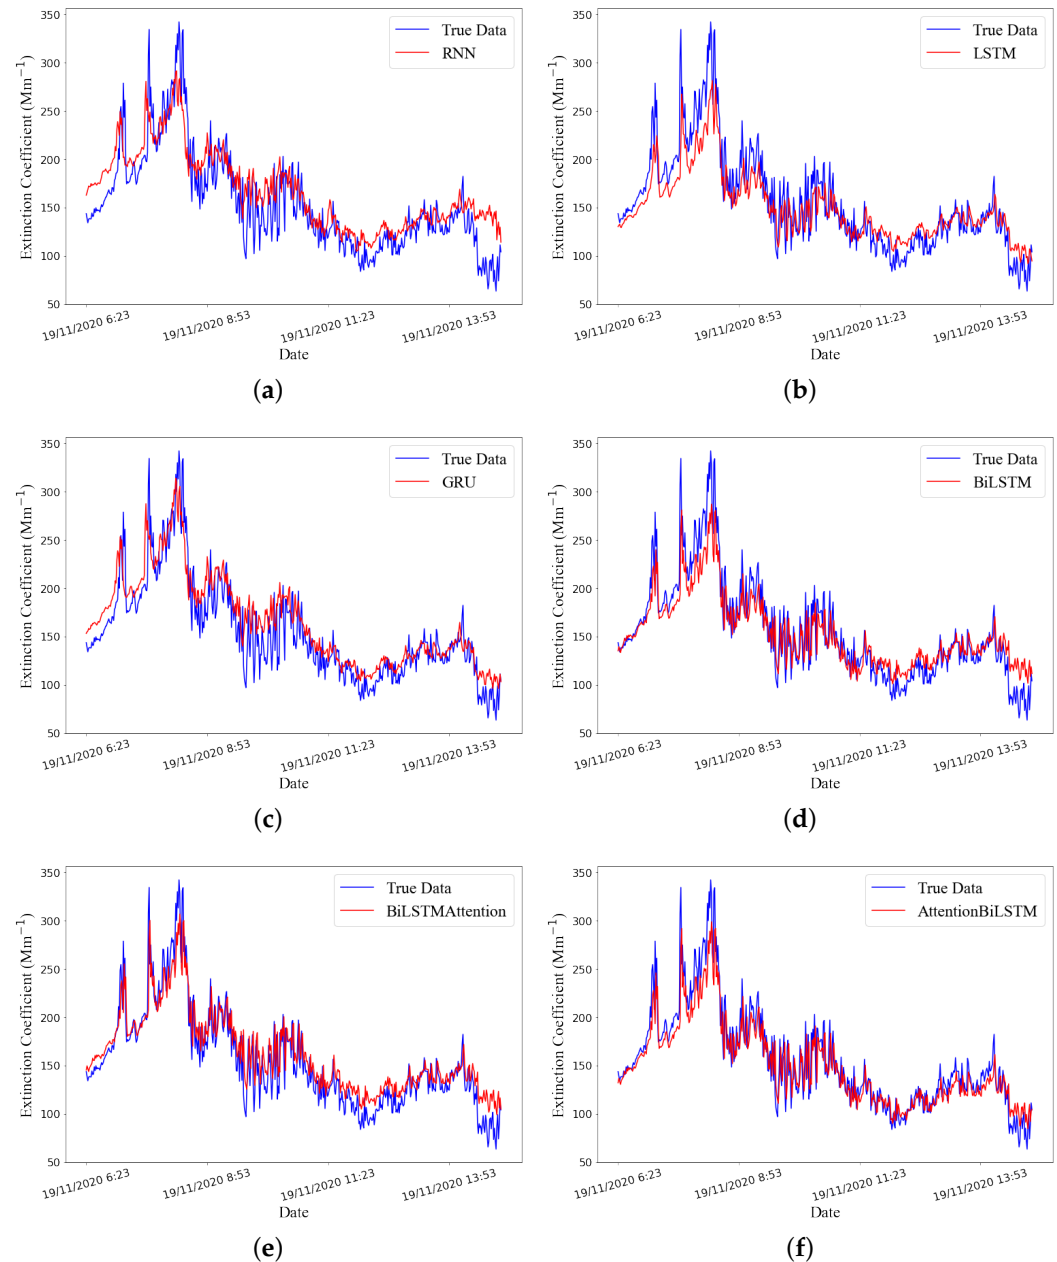 350
300
250
200
150
100
50
Extinction Coefficient (Mm⁻¹)
True Data
RNN
19/11/2020 6:23
19/11/2020 8:53
19/11/2020 11:23
19/11/2020 13:53
Date
(a)
350
300
250
200
150
100
50
Extinction Coefficient (Mm⁻¹)
True Data
LSTM
19/11/2020 6:23
19/11/2020 8:53
19/11/2020 11:23
19/11/2020 13:53
Date
(b)
350
300
250
200
150
100
50
Extinction Coefficient (Mm⁻¹)
True Data
GRU
19/11/2020 6:23
19/11/2020 8:53
19/11/2020 11:23
19/11/2020 13:53
Date
(c)
350
300
250
200
150
100
50
Extinction Coefficient (Mm⁻¹)
True Data
BiLSTM
19/11/2020 6:23
19/11/2020 8:53
19/11/2020 11:23
19/11/2020 13:53
Date
(d)
350
300
250
200
150
100
50
Extinction Coefficient (Mm⁻¹)
True Data
BiLSTMAttention
19/11/2020 6:23
19/11/2020 8:53
19/11/2020 11:23
19/11/2020 13:53
Date
(e)
350
300
250
200
150
100
50
Extinction Coefficient (Mm⁻¹)
True Data
AttentionBiLSTM
19/11/2020 6:23
19/11/2020 8:53
19/11/2020 11:23
19/11/2020 13:53
Date
(f)